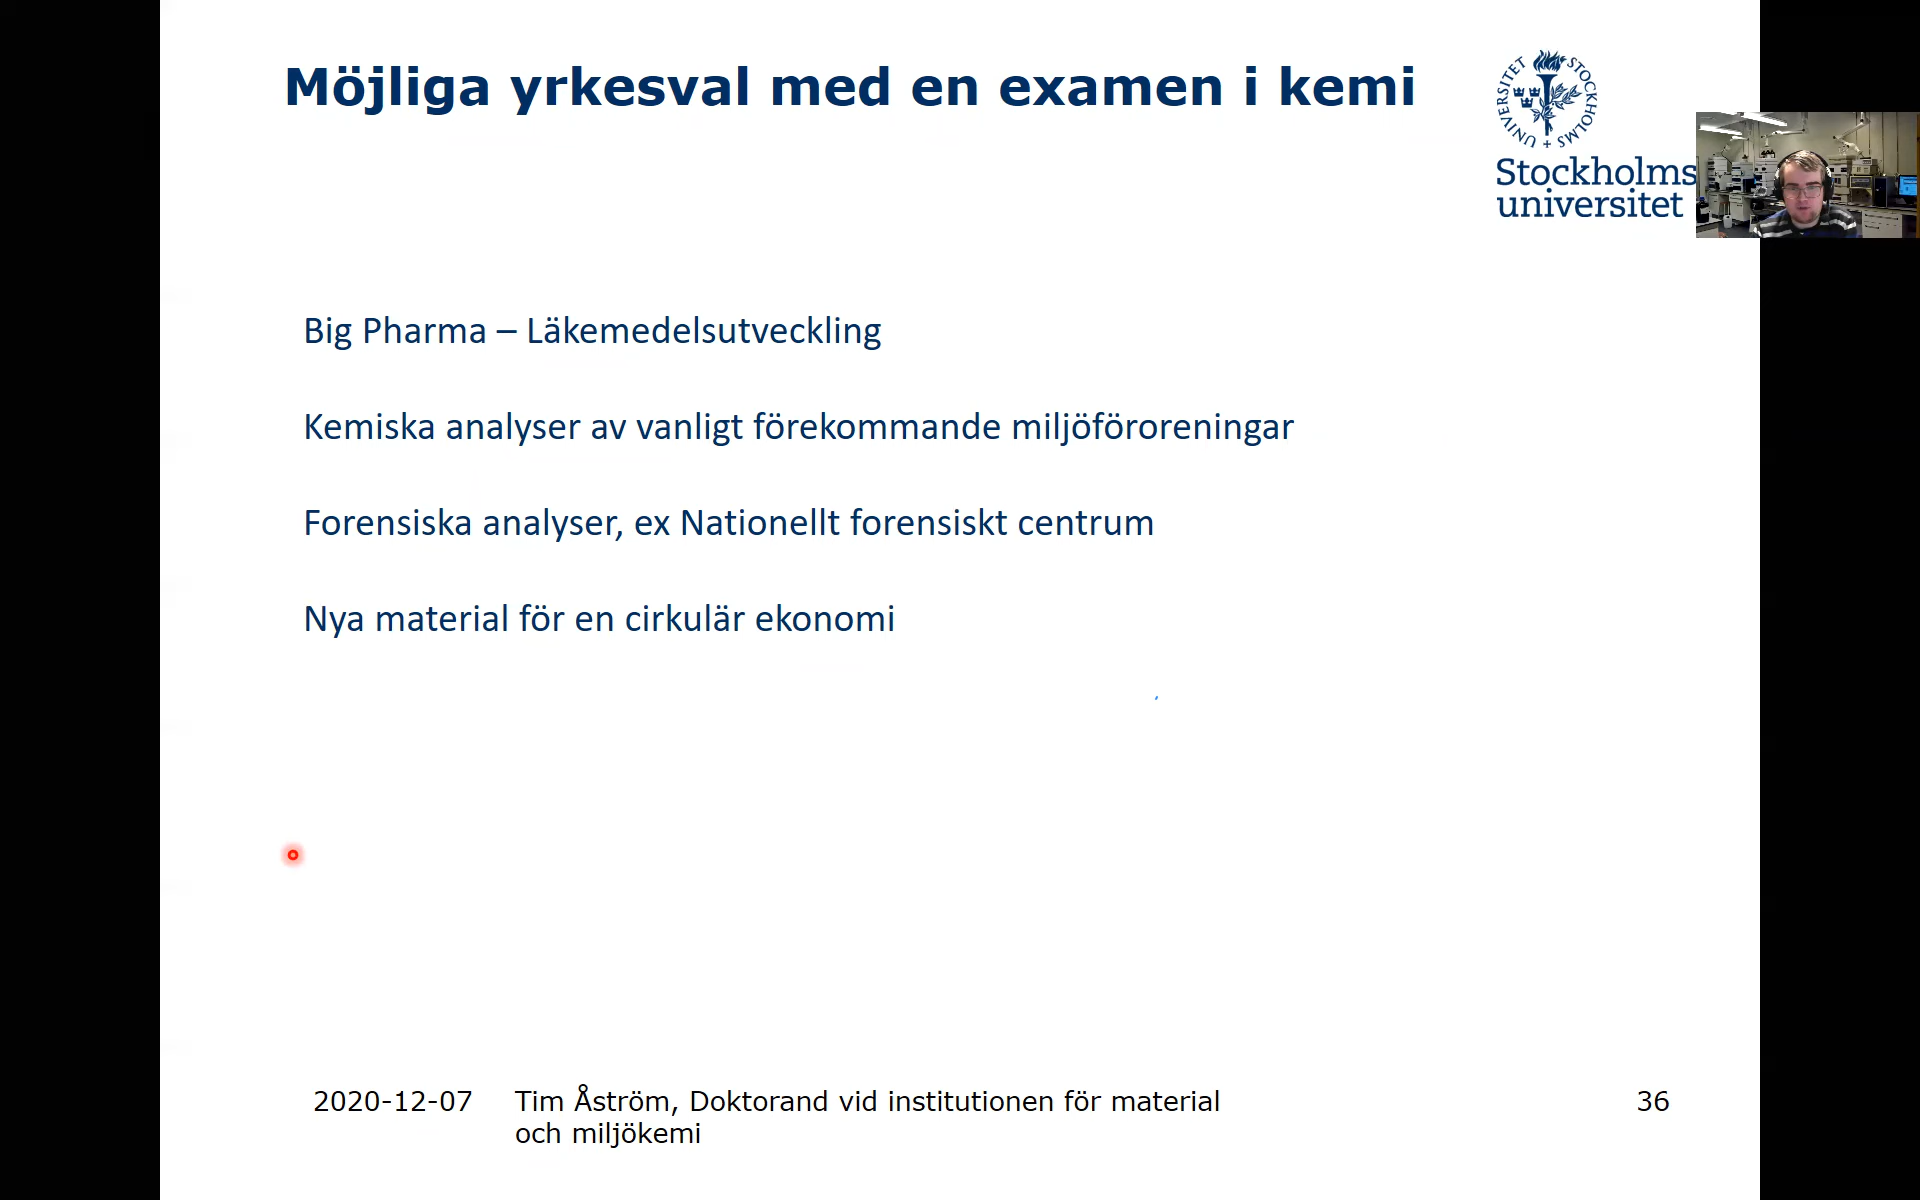 Möjliga yrkesval med en examen i kemi
STOCKHOLMS UNIVERSITET
Stockholms
universitet
Big Pharma – Läkemedelsutveckling
Kemiska analyser av vanligt förekommande miljöföroreningar
Forensiska analyser, ex Nationellt forensiskt centrum
Nya material för en cirkulär ekonomi
2020-12-07
Tim Åström, Doktorand vid institutionen för material
och miljökemi
36